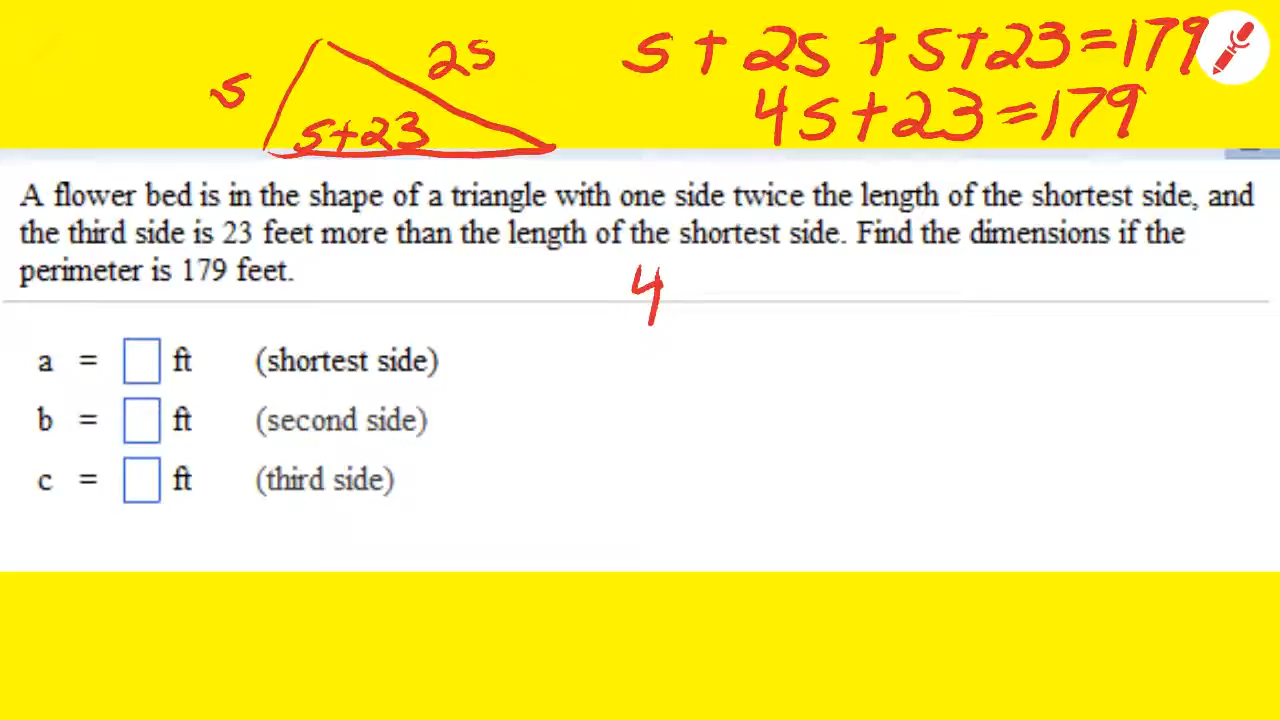 s 2s s+23
s + 2s + s+23=179
4s+23=179
A flower bed is in the shape of a triangle with one side twice the length of the shortest side, and
the third side is 23 feet more than the length of the shortest side. Find the dimensions if the
perimeter is 179 feet.
4
a = ft (shortest side)
b = ft (second side)
c = ft (third side)